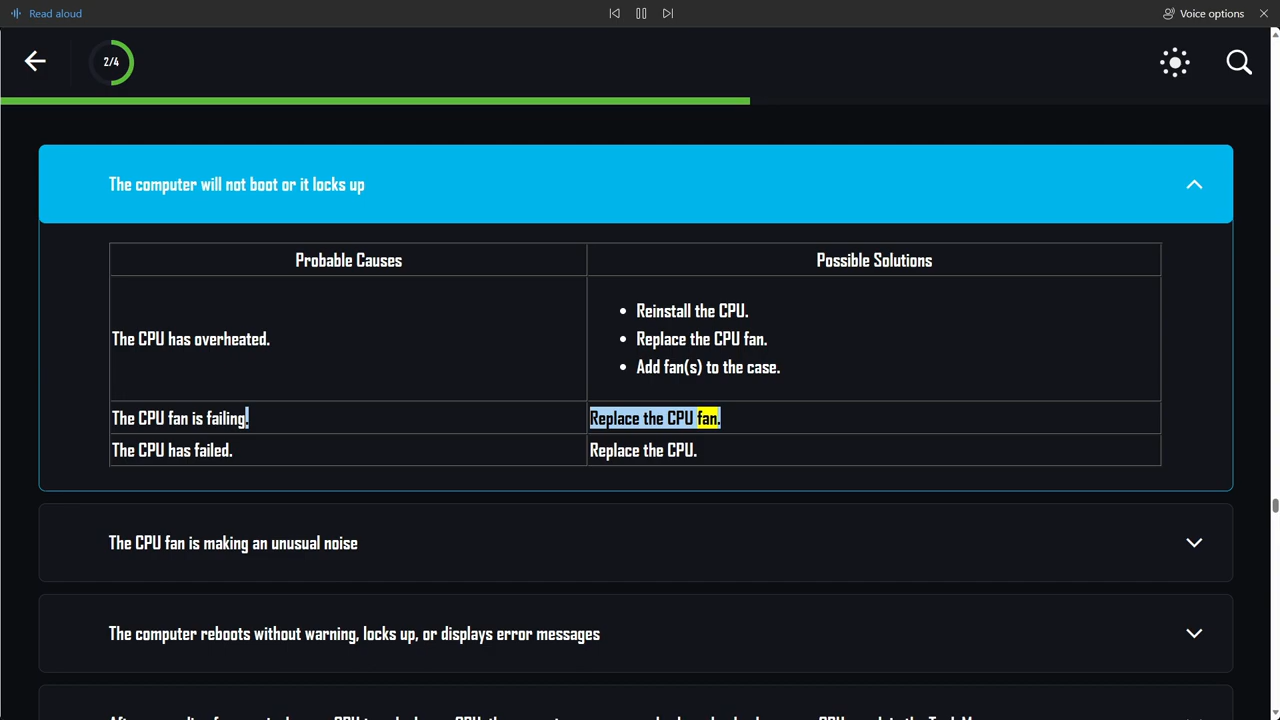 Read aloud
Voice options
2/4
The computer will not boot or it locks up
Probable Causes
Possible Solutions
The CPU has overheated.
Reinstall the CPU.
Replace the CPU fan.
Add fan(s) to the case.
The CPU fan is failing.
Replace the CPU fan.
The CPU has failed.
Replace the CPU.
The CPU fan is making an unusual noise
The computer reboots without warning, locks up, or displays error messages